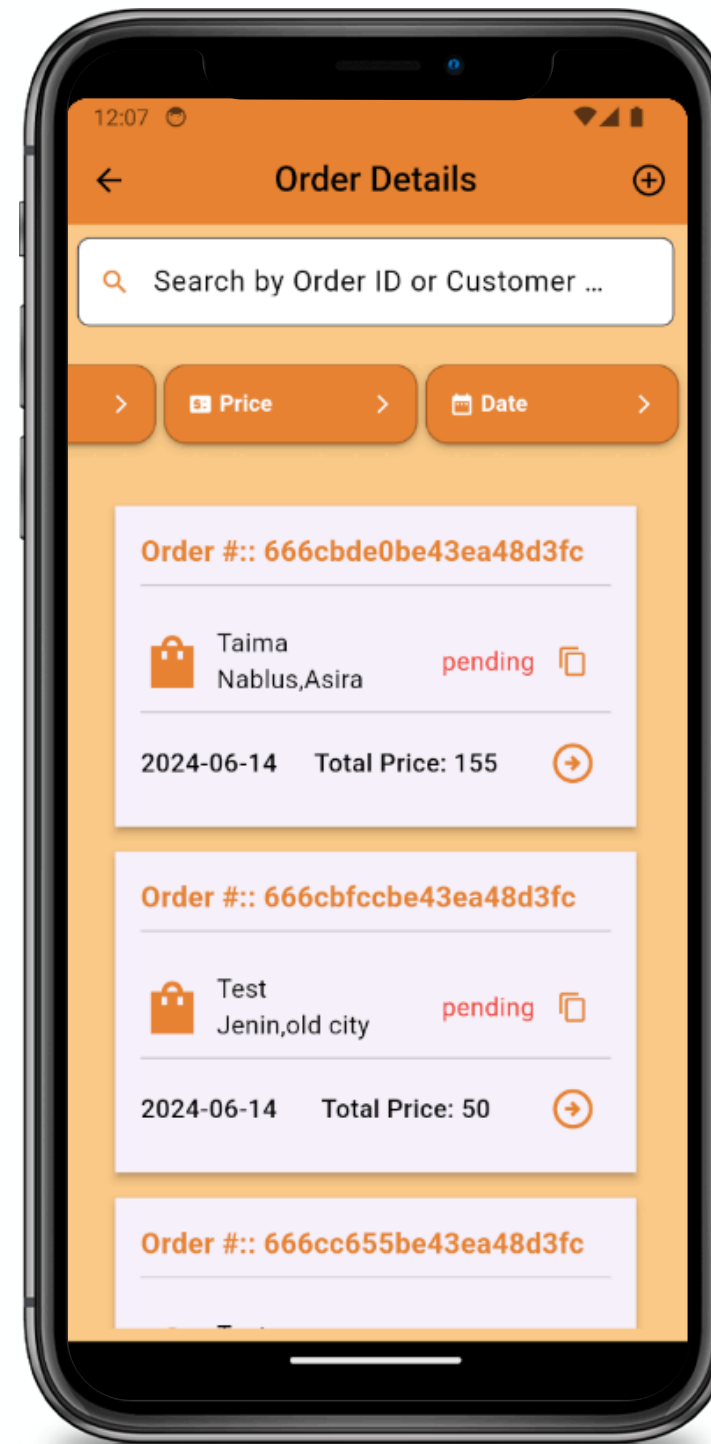 12:07
Order Details
Search by Order ID or Customer ...
Price
Date
Order #:: 666cbde0be43ea48d3fc
Taima
Nablus,Asira
pending
2024-06-14 Total Price: 155
Order #:: 666cbfccbe43ea48d3fc
Test
Jenin,old city
pending
2024-06-14 Total Price: 50
Order #:: 666cc655be43ea48d3fc